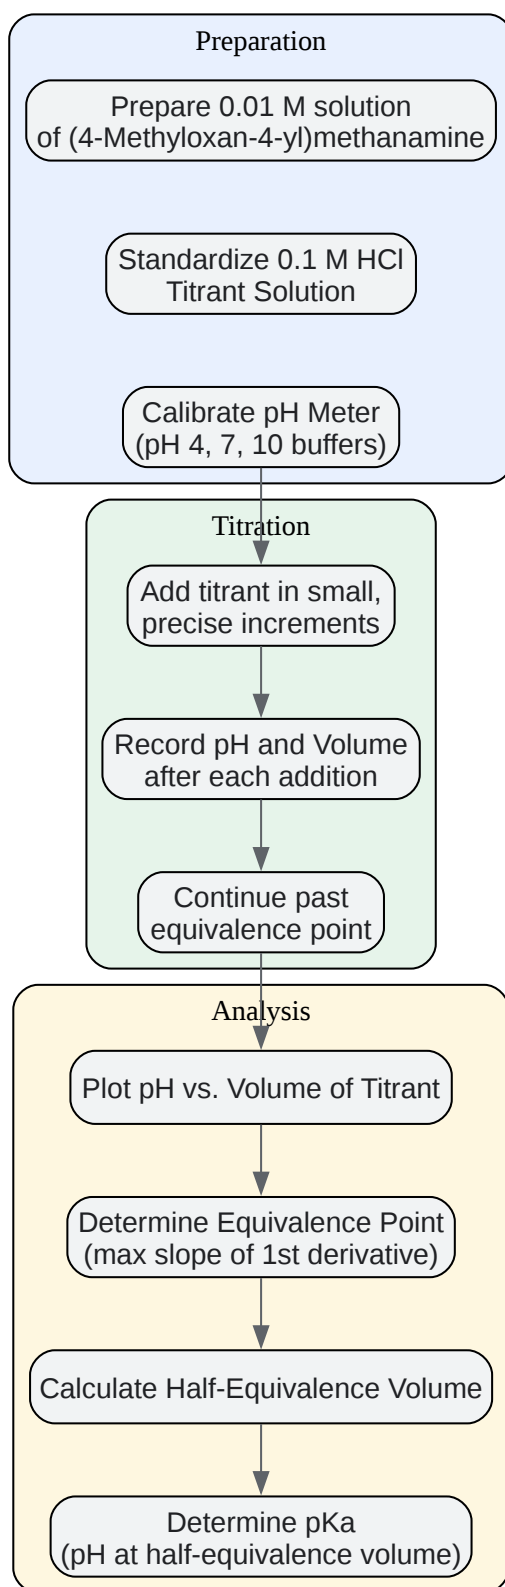 Preparation
Prepare 0.01 M solution
of (4-Methyloxan-4-yl)methanamine
Standardize 0.1 M HCl
Titrant Solution
Calibrate pH Meter
(pH 4, 7, 10 buffers)
Titration
Add titrant in small,
precise increments
Record pH and Volume
after each addition
Continue past
equivalence point
Analysis
Plot pH vs. Volume of Titrant
Determine Equivalence Point
(max slope of 1st derivative)
Calculate Half-Equivalence Volume
Determine pKa
(pH at half-equivalence volume)